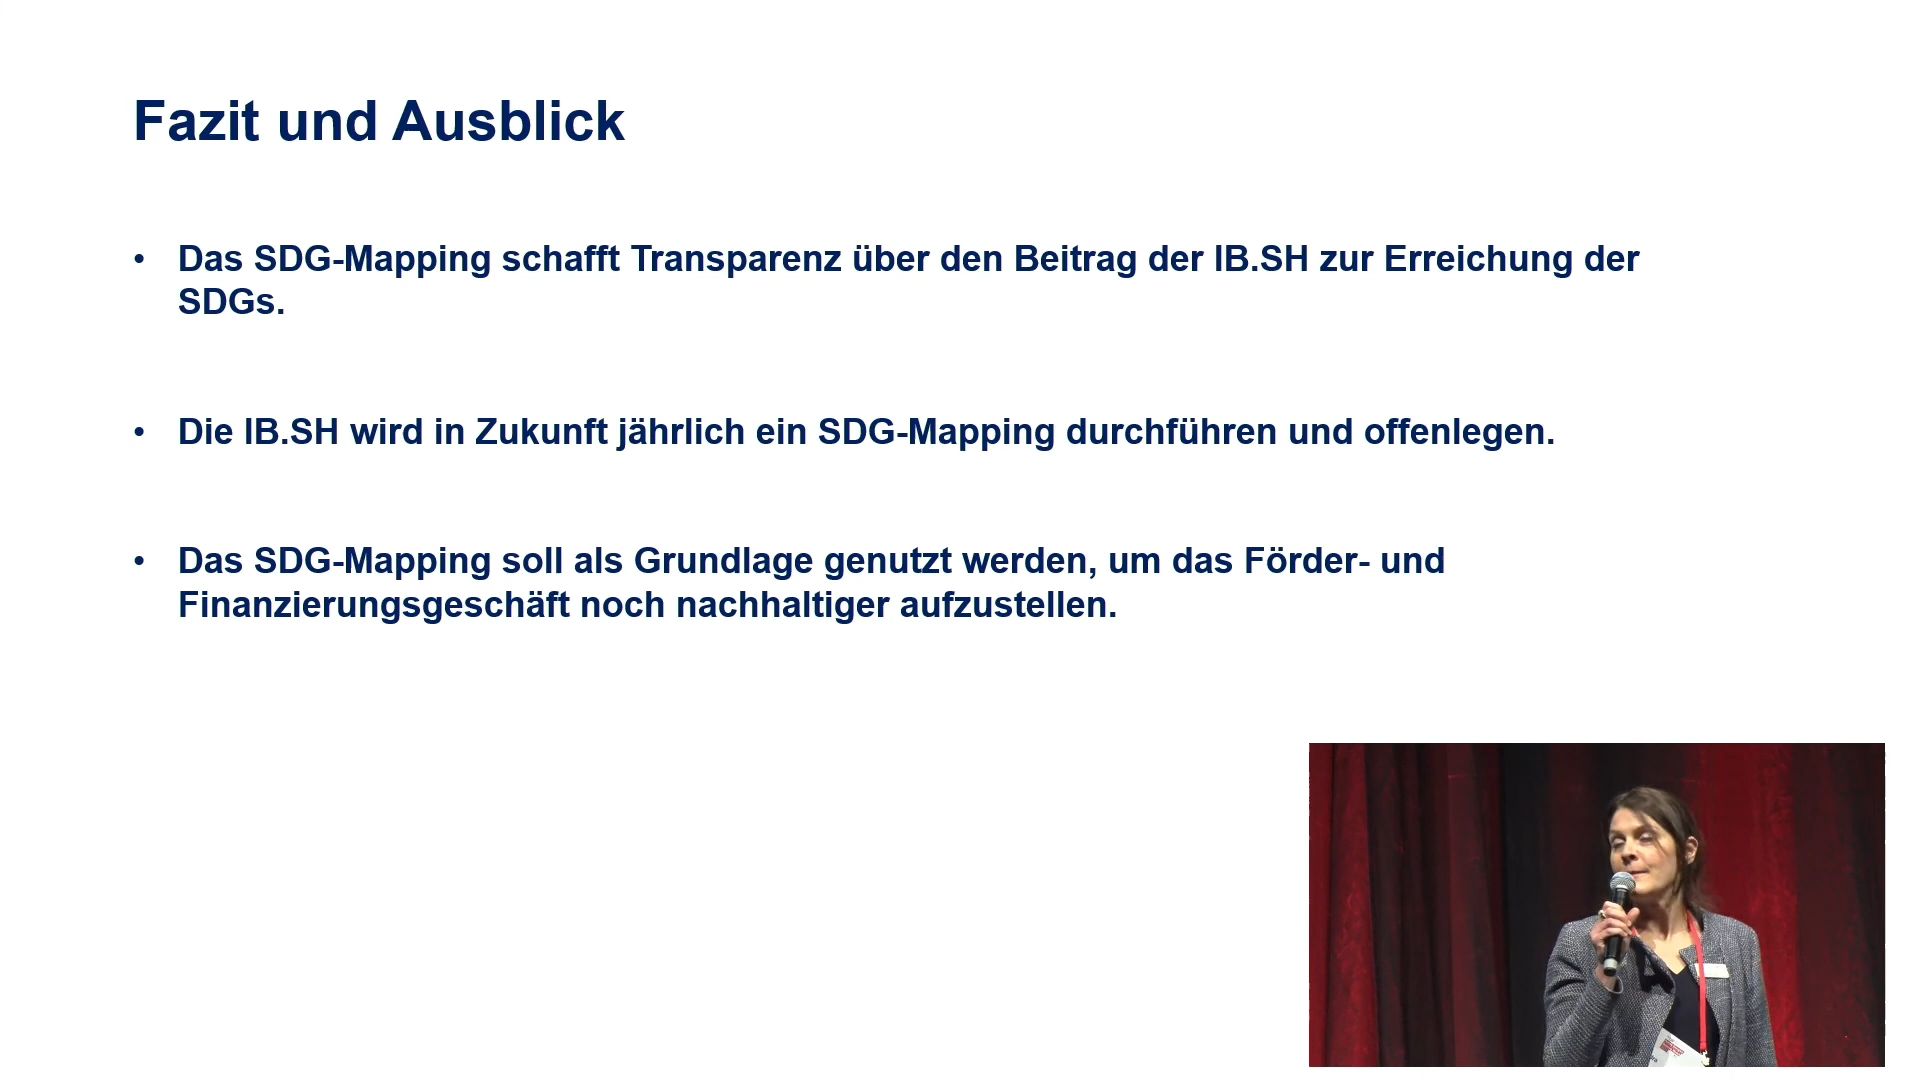 Fazit und Ausblick
• Das SDG-Mapping schafft Transparenz über den Beitrag der IB.SH zur Erreichung der
SDGs.
• Die IB.SH wird in Zukunft jährlich ein SDG-Mapping durchführen und offenlegen.
• Das SDG-Mapping soll als Grundlage genutzt werden, um das Förder- und
Finanzierungsgeschäft noch nachhaltiger aufzustellen.